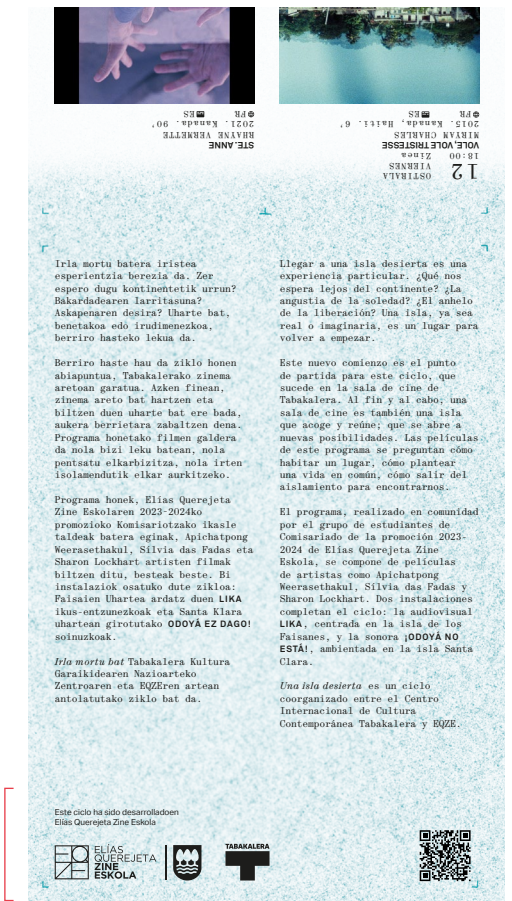 12 OSTIRALA
VIERNES
18:00 Zinea
VOLE, VOLE TRISTESSE
MIRYAM CHARLES
2015. Kanada, Haiti. 6'
FR ES
STE. ANNE
RHAYNE VERMETTE
2021. Kanada. 90'
FR ES
Irla mortu batera iristea
esperientzia berezia da. Zer
espero dugu kontinentetik urrun?
Bakardadearen larritasuna?
Askapenaren desira? Uharte bat,
benetakoa edo irudimenezkoa,
berriro hasteko lekua da.
Berriro haste hau da ziklo honen
abiapuntua, Tabakalerako zinema
aretoan garatua. Azken finean,
zinema areto bat hartzen eta
biltzen duen uharte bat ere bada,
aukera berrietara zabaltzen dena.
Programa honetako filmen galdera
da nola bizi leku batean, nola
pentsatu elkarbizitza, nola irten
isolamendutik elkar aurkitzeko.
Programa honek, Elías Querejeta
Zine Eskolaren 2023-2024ko
promozioko Komisariotzako ikasle
taldeak batera eginak, Apichatpong
Weerasethakul, Sílvia das Fadas eta
Sharon Lockhart artisten filmak
biltzen ditu, besteak beste. Bi
instalaziok osatuko dute zikloa:
Faisaien Uhartea ardatz duen LIKA
ikus-entzunezkoak eta Santa Klara
uhartean girotutako ODOYÁ EZ DAGO!
soinuzkoak.
Irla mortu bat Tabakalera Kultura
Garaikidearen Nazioarteko
Zentroaren eta EQZEren artean
antolatutako ziklo bat da.
Llegar a una isla desierta es una
experiencia particular. ¿Qué nos
espera lejos del continente? ¿La
angustia de la soledad? ¿El anhelo
de la liberación? Una isla, ya sea
real o imaginaria, es un lugar para
volver a empezar.
Este nuevo comienzo es el punto
de partida para este ciclo, que
sucede en la sala de cine de
Tabakalera. Al fin y al cabo, una
sala de cine es también una isla
que acoge y reúne; que se abre a
nuevas posibilidades. Las películas
de este programa se preguntan cómo
habitar un lugar, cómo plantear
una vida en común, cómo salir del
aislamiento para encontrarnos.
El programa, realizado en comunidad
por el grupo de estudiantes de
Comisariado de la promoción 2023-
2024 de Elías Querejeta Zine
Eskola, se compone de películas
de artistas como Apichatpong
Weerasethakul, Sílvia das Fadas y
Sharon Lockhart. Dos instalaciones
completan el ciclo: la audiovisual
LIKA, centrada en la isla de los
Faisanes, y la sonora ¡ODOYÁ NO
ESTÁ!, ambientada en la isla Santa
Clara.
Una isla desierta es un ciclo
coorganizado entre el Centro
Internacional de Cultura
Contemporánea Tabakalera y EQZE.
Este ciclo ha sido desarrolladoen
Elías Querejeta Zine Eskola
EQZE
ELÍAS
QUEREJETA
ZINE
ESKOLA
TABAKALERA